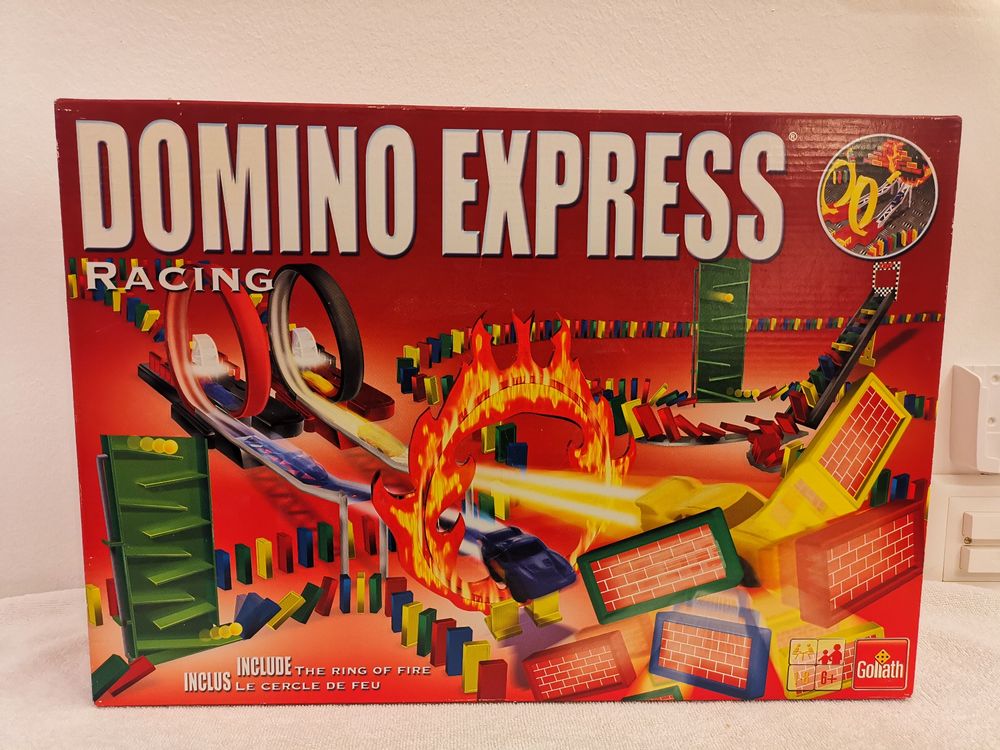 DOMINO EXPRESS®
RACING
INCLUDE THE RING OF FIRE
INCLUS LE CERCLE DE FEU
6+
Goliath